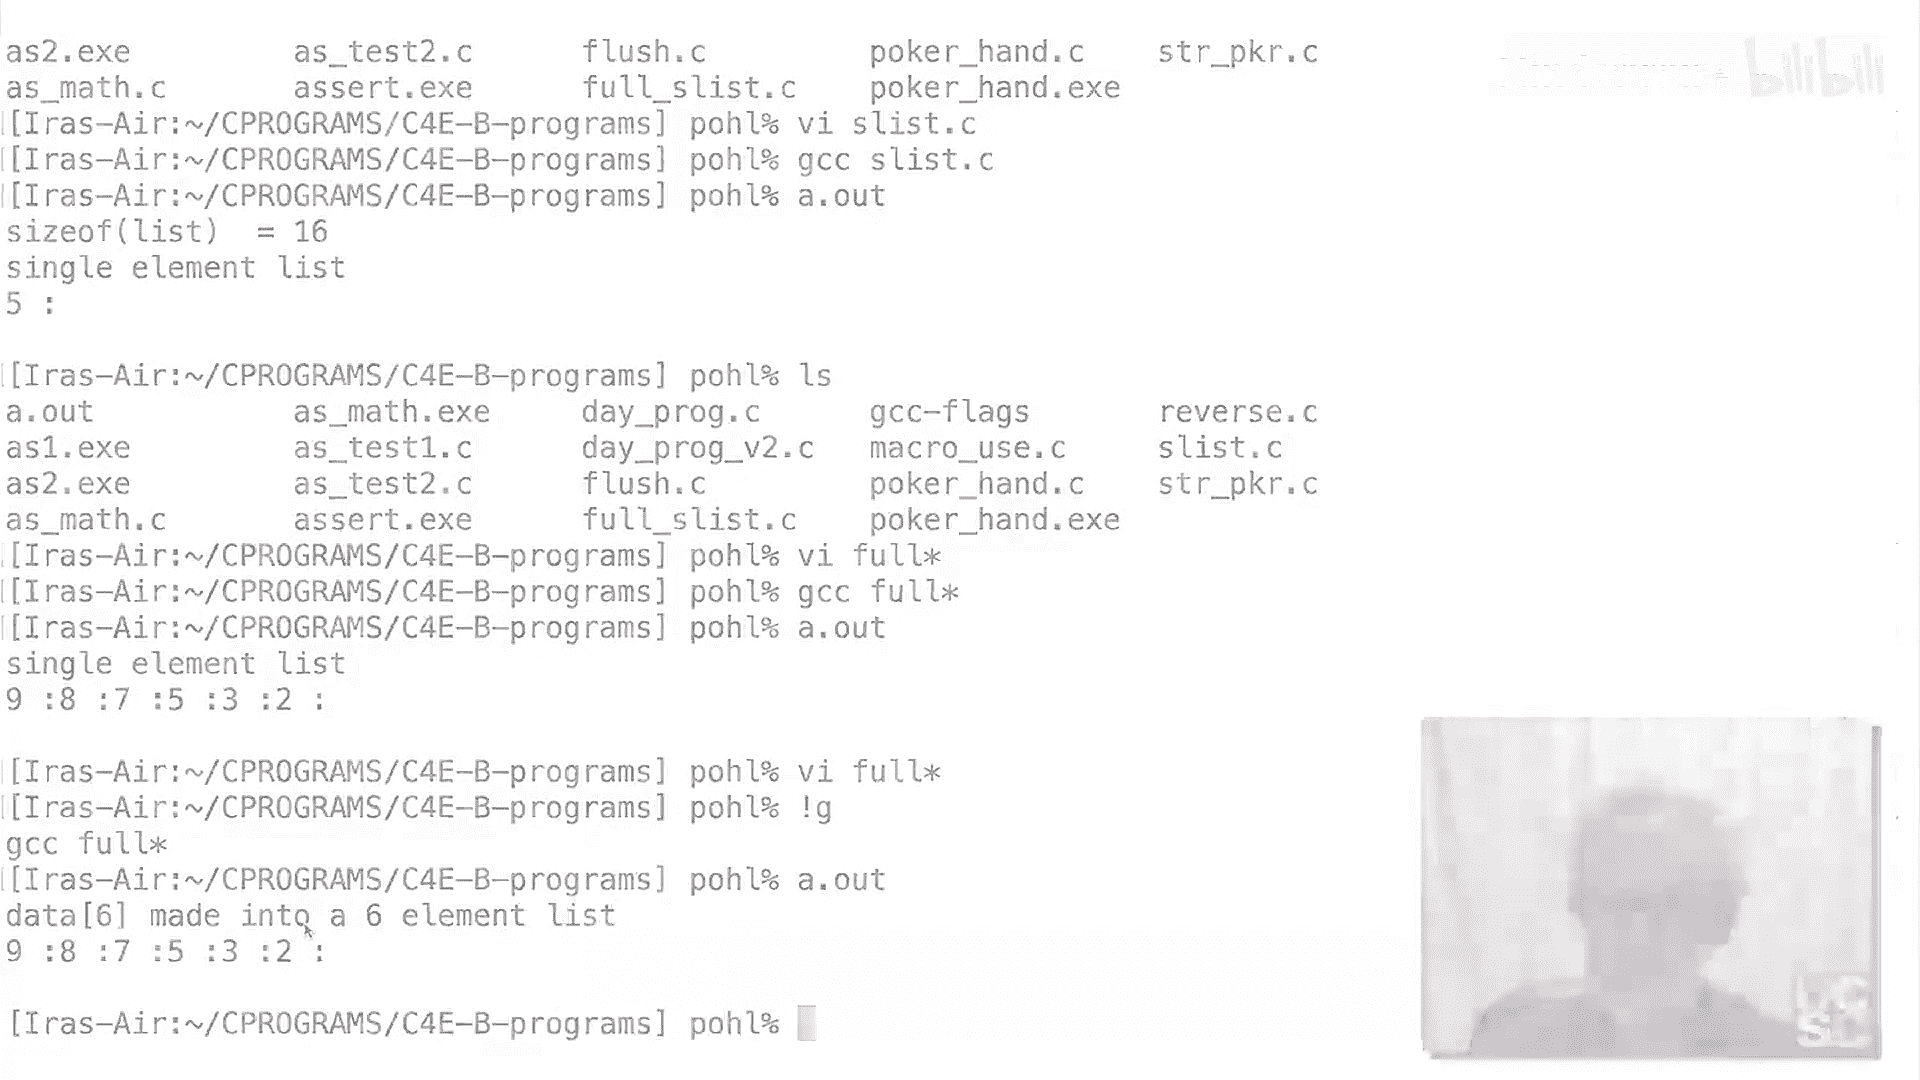 as2.exe as_test2.c flush.c poker_hand.c str_pkr.c
as_math.c assert.exe full_slist.c poker_hand.exe
bilibili
[[Iras-Air:~/CPROGRAMS/C4E-B-programs] pohl% vi slist.c
[[Iras-Air:~/CPROGRAMS/C4E-B-programs] pohl% gcc slist.c
[[Iras-Air:~/CPROGRAMS/C4E-B-programs] pohl% a.out
sizeof(list)  = 16
single element list
5 :
[[Iras-Air:~/CPROGRAMS/C4E-B-programs] pohl% ls
a.out as_math.exe day_prog.c gcc-flags reverse.c
as1.exe as_test1.c day_prog_v2.c macro_use.c slist.c
as2.exe as_test2.c flush.c poker_hand.c str_pkr.c
as_math.c assert.exe full_slist.c poker_hand.exe
[[Iras-Air:~/CPROGRAMS/C4E-B-programs] pohl% vi full*
[[Iras-Air:~/CPROGRAMS/C4E-B-programs] pohl% gcc full*
[[Iras-Air:~/CPROGRAMS/C4E-B-programs] pohl% a.out
single element list
9 :8 :7 :5 :3 :2 :
[[Iras-Air:~/CPROGRAMS/C4E-B-programs] pohl% vi full*
[[Iras-Air:~/CPROGRAMS/C4E-B-programs] pohl% !g
gcc full*
[[Iras-Air:~/CPROGRAMS/C4E-B-programs] pohl% a.out
data[6] made into a 6 element list
9 :8 :7 :5 :3 :2 :
[Iras-Air:~/CPROGRAMS/C4E-B-programs] pohl%